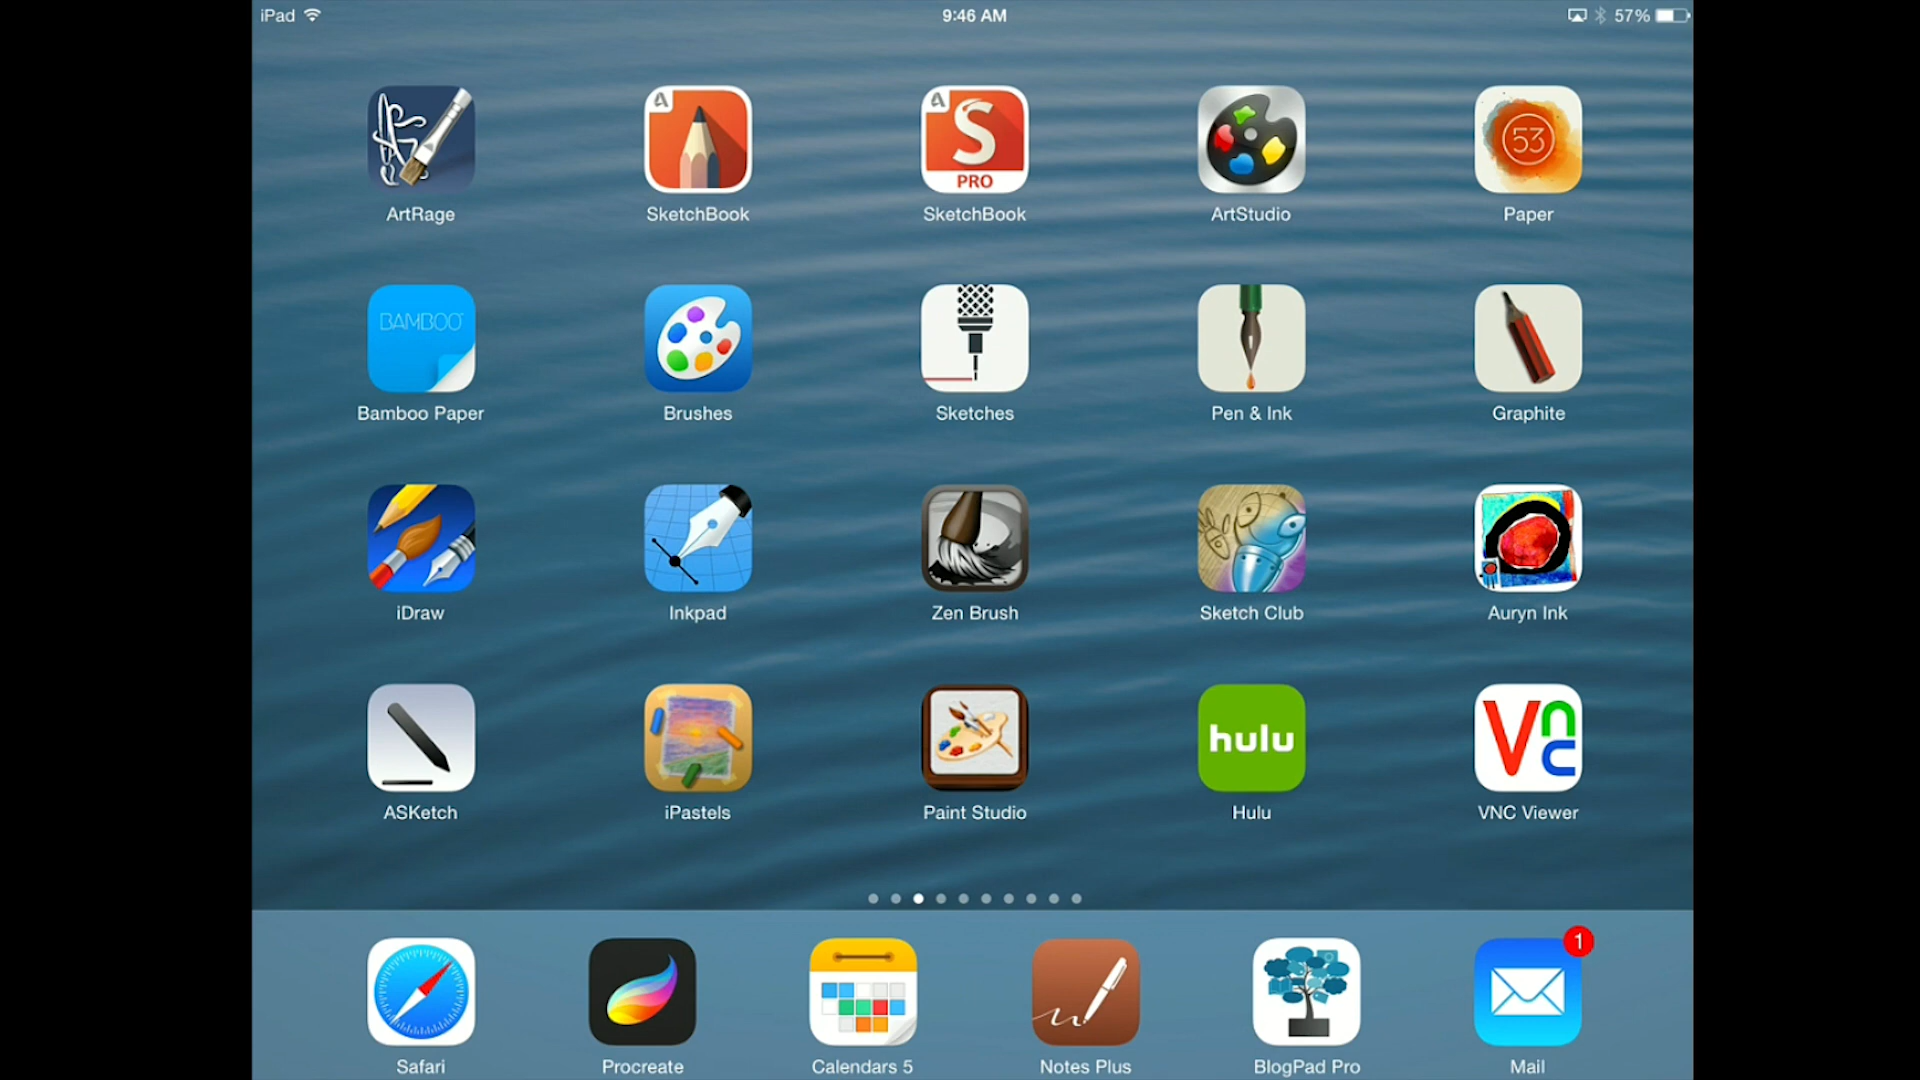 iPad 9:46 AM 57%
PRO
53
ArtRage SketchBook SketchBook ArtStudio Paper
BAMBOO
Bamboo Paper Brushes Sketches Pen & Ink Graphite
iDraw Inkpad Zen Brush Sketch Club Auryn Ink
hulu VNC
ASKetch iPastels Paint Studio Hulu VNC Viewer
1
Safari Procreate Calendars 5 Notes Plus BlogPad Pro Mail